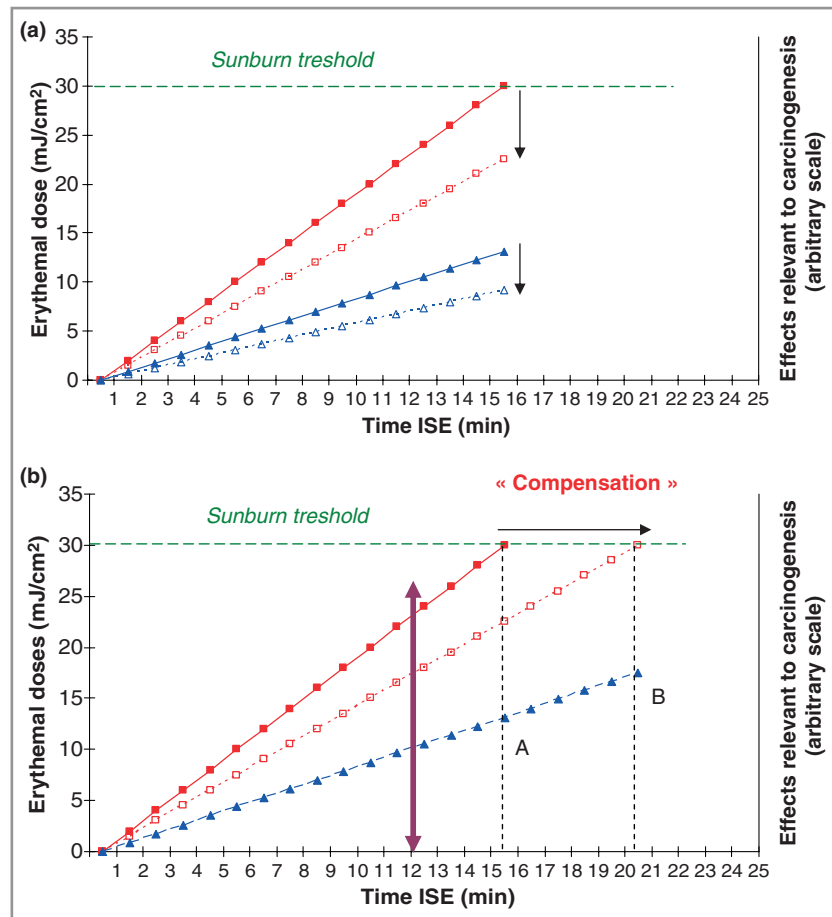 (a)
35
Sunburn treshold
30
25
20
15
10
5
0
Erythemal dose (mJ/cm²)
1 2 3 4 5 6 7 8 9 10 11 12 13 14 15 16 17 18 19 20 21 22 23 24 25
Time ISE (min)
Effects relevant to carcinogenesis
(arbitrary scale)
(b)
« Compensation »
35
Sunburn treshold
30
25
20
15
10
5
0
Erythemal doses (mJ/cm²)
A
B
1 2 3 4 5 6 7 8 9 10 11 12 13 14 15 16 17 18 19 20 21 22 23 24 25
Time ISE (min)
Effects relevant to carcinogenesis
(arbitrary scale)